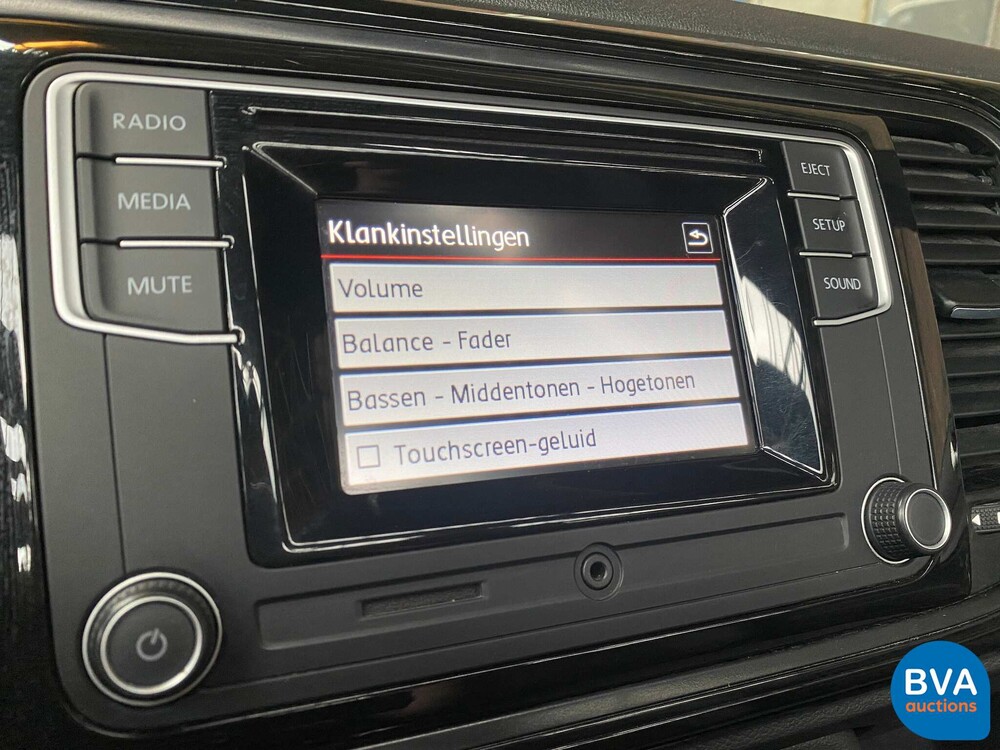 RADIO
MEDIA
MUTE
Klankinstellingen
Volume
Balance - Fader
Bassen - Middentonen - Hogetonen
Touchscreen-geluid
EJECT
SETUP
SOUND
BVA
auctions